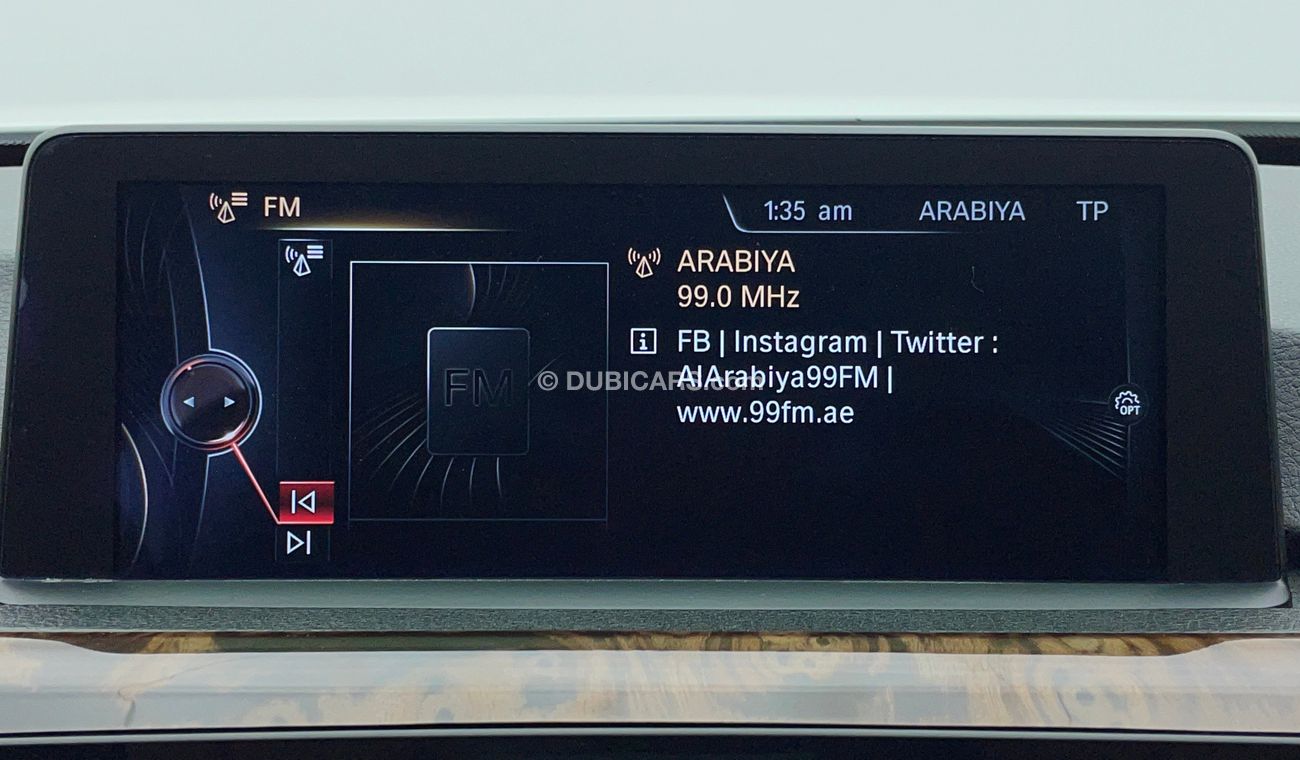 FM
1:35 am
ARABIYA
TP
ARABIYA
99.0 MHz
FB | Instagram | Twitter :
AlArabiya99FM |
www.99fm.ae
FM
© DUBICARS.com
OPT